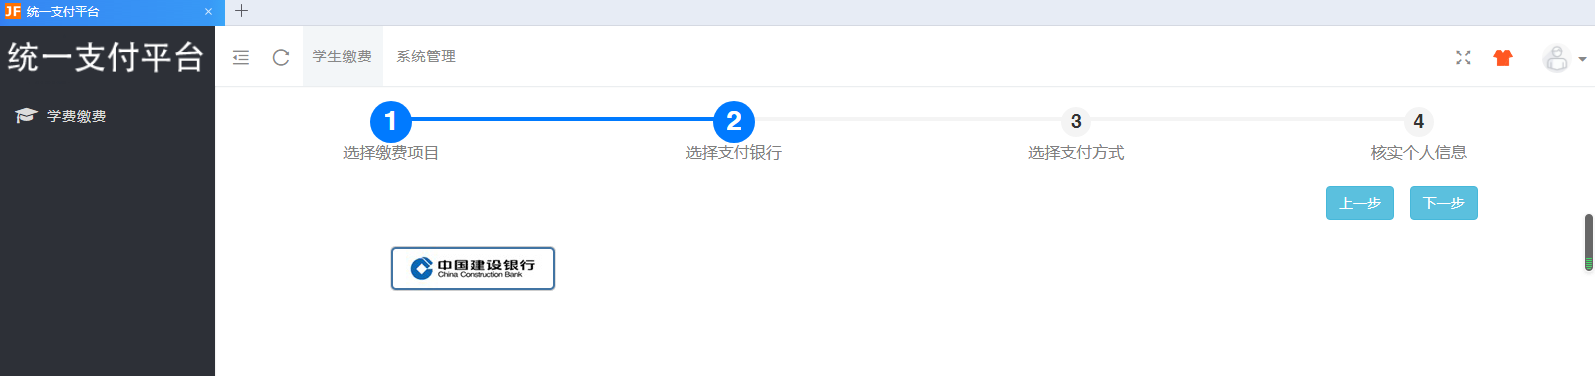 JF 统一支付平台
统一支付平台
学生缴费 系统管理
学费缴费
1 2 3 4
选择缴费项目 选择支付银行 选择支付方式 核实个人信息
上一步 下一步
中国建设银行
China Construction Bank